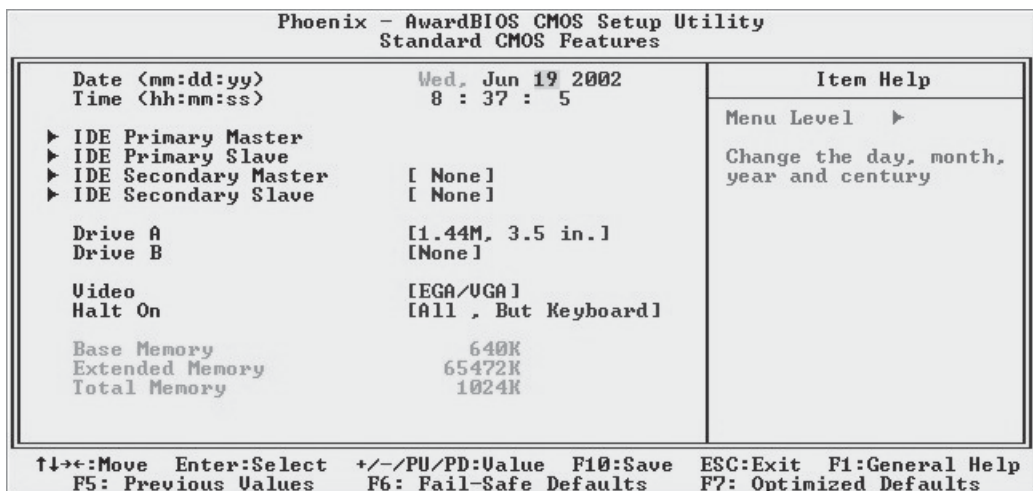 Phoenix - AwardBIOS CMOS Setup Utility
Standard CMOS Features
Date (mm:dd:yy) Wed, Jun 19 2002
Time (hh:mm:ss) 8 : 37 : 5
▶ IDE Primary Master
▶ IDE Primary Slave
▶ IDE Secondary Master [ None]
▶ IDE Secondary Slave [ None]
Drive A [1.44M, 3.5 in.]
Drive B [None]
Video [EGA/VGA]
Halt On [All , But Keyboard]
Base Memory 640K
Extended Memory 65472K
Total Memory 1024K
Item Help
Menu Level ▶
Change the day, month,
year and century
↑↓→←:Move Enter:Select +/-/PU/PD:Value F10:Save ESC:Exit F1:General Help
F5: Previous Values F6: Fail-Safe Defaults F7: Optimized Defaults